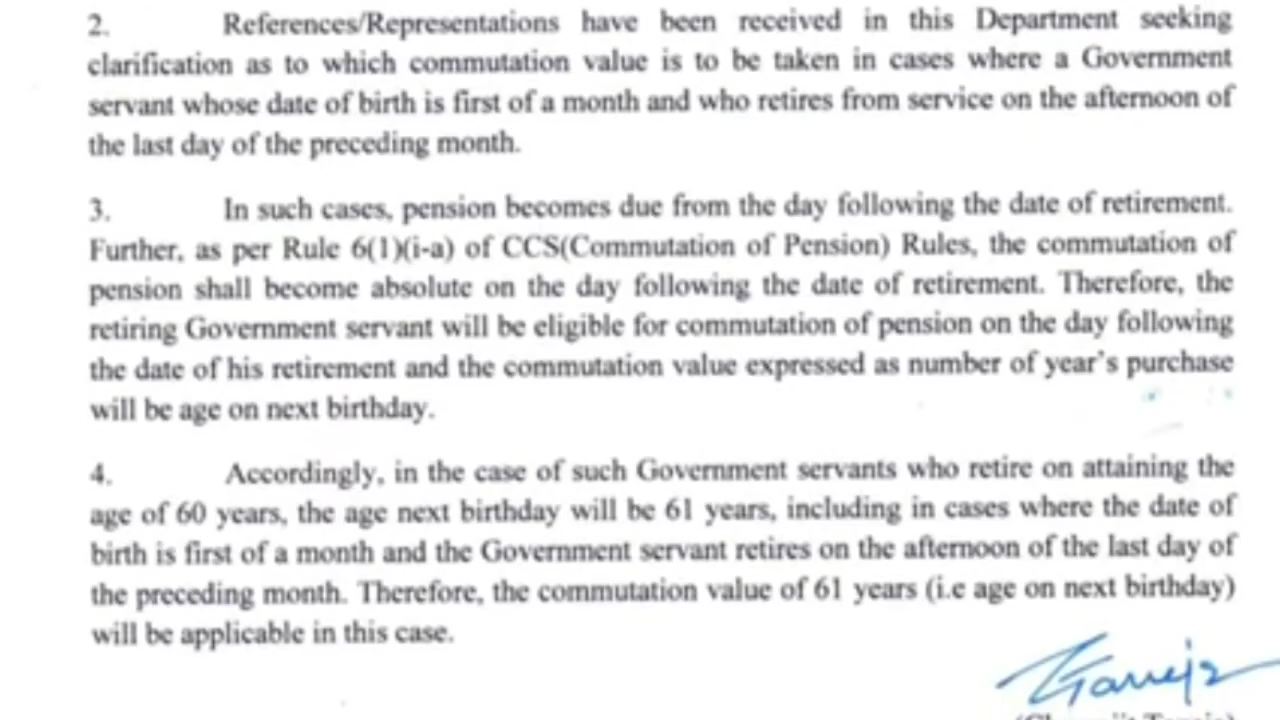 2. References/Representations have been received in this Department seeking
clarification as to which commutation value is to be taken in cases where a Government
servant whose date of birth is first of a month and who retires from service on the afternoon of
the last day of the preceding month.
3. In such cases, pension becomes due from the day following the date of retirement.
Further, as per Rule 6(1)(i-a) of CCS(Commutation of Pension) Rules, the commutation of
pension shall become absolute on the day following the date of retirement. Therefore, the
retiring Government servant will be eligible for commutation of pension on the day following
the date of his retirement and the commutation value expressed as number of year's purchase
will be age on next birthday.
4. Accordingly, in the case of such Government servants who retire on attaining the
age of 60 years, the age next birthday will be 61 years, including in cases where the date of
birth is first of a month and the Government servant retires on the afternoon of the last day of
the preceding month. Therefore, the commutation value of 61 years (i.e age on next birthday)
will be applicable in this case.